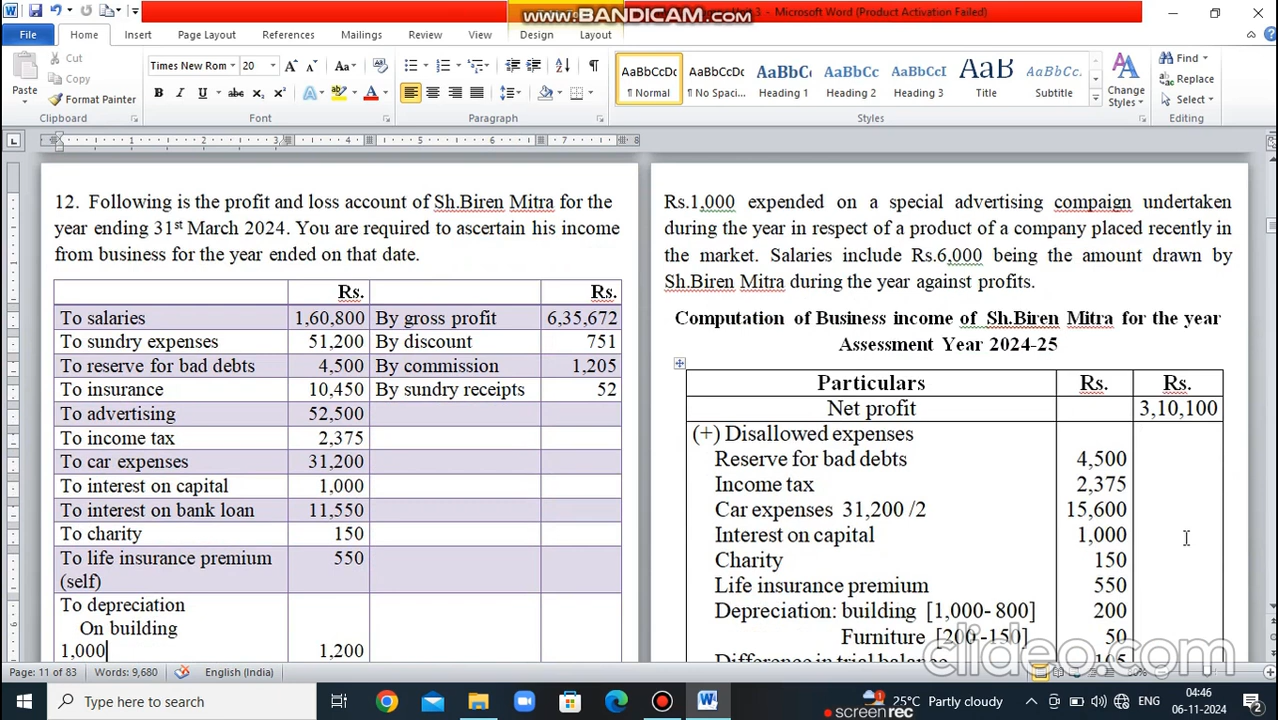 www.BANDICAM.com
3 - Microsoft Word (Product Activation Failed)
File Home Insert Page Layout References Mailings Review View Design Layout
Paste
Cut
Copy
Format Painter
Clipboard
Times New Rom 20
Font
Paragraph
AaBbCcDc AaBbCcDc AaBbC AaBbCc AaBbCcI AaB AaBbCcL
¶ Normal ¶ No Spaci... Heading 1 Heading 2 Heading 3 Title Subtitle
Change Styles
Styles
Find
Replace
Select
Editing
12. Following is the profit and loss account of Sh.Biren Mitra for the
year ending 31st March 2024. You are required to ascertain his income
from business for the year ended on that date.
Rs. Rs.
To salaries 1,60,800 By gross profit 6,35,672
To sundry expenses 51,200 By discount 751
To reserve for bad debts 4,500 By commission 1,205
To insurance 10,450 By sundry receipts 52
To advertising 52,500
To income tax 2,375
To car expenses 31,200
To interest on capital 1,000
To interest on bank loan 11,550
To charity 150
To life insurance premium 550
(self)
To depreciation
On building
1,000 1,200
Rs.1,000 expended on a special advertising compaign undertaken
during the year in respect of a product of a company placed recently in
the market. Salaries include Rs.6,000 being the amount drawn by
Sh.Biren Mitra during the year against profits.
Computation of Business income of Sh.Biren Mitra for the year
Assessment Year 2024-25
Particulars Rs. Rs.
Net profit 3,10,100
(+) Disallowed expenses
Reserve for bad debts 4,500
Income tax 2,375
Car expenses 31,200 /2 15,600
Interest on capital 1,000
Charity 150
Life insurance premium 550
Depreciation: building [1,000- 800] 200
Furniture [200 -150] 50
Difference in trial balance 105
clideo.com
Page: 11 of 83 Words: 9,680 English (India)
Type here to search
25°C Partly cloudy
ENG
04:46
06-11-2024
2
screen rec